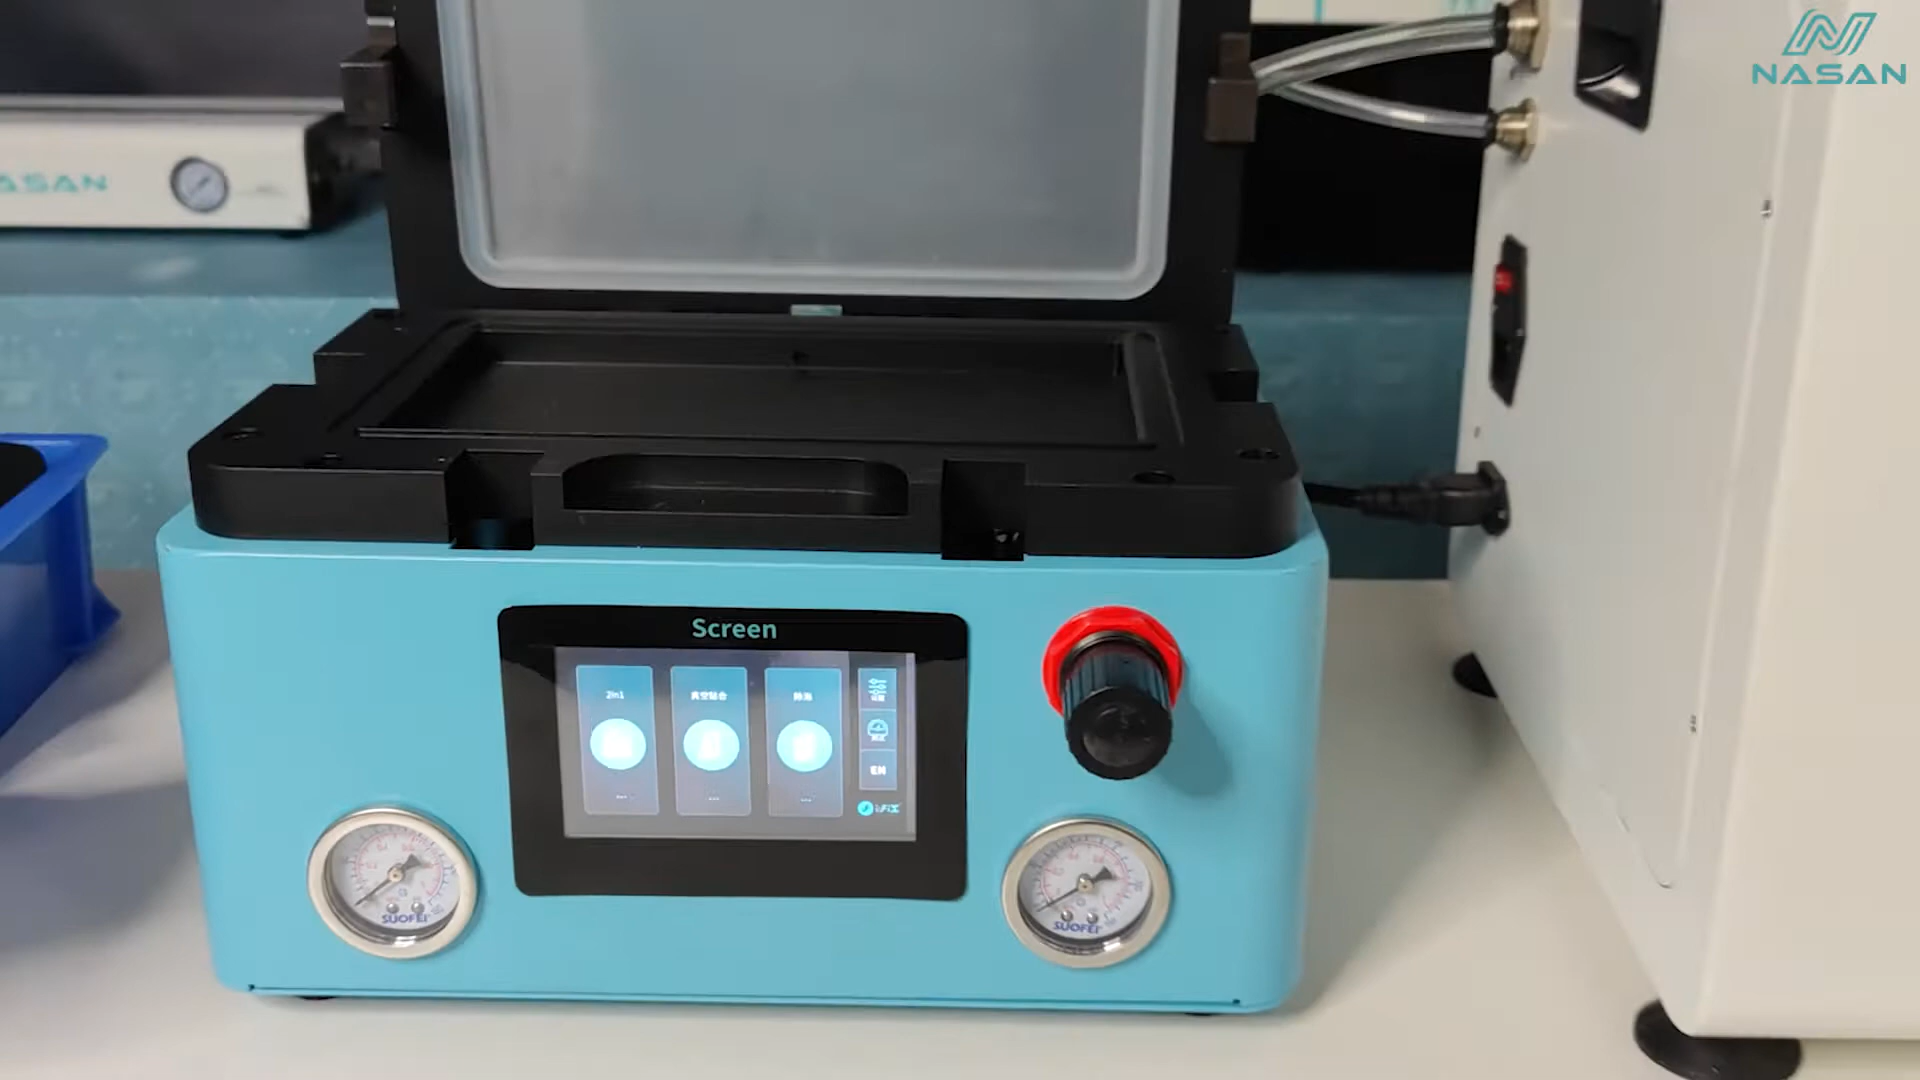 NASAN
ASAN
Screen
2in1
真空贴合
除泡
EN
iFiX
SUOFEI
SUOFEI